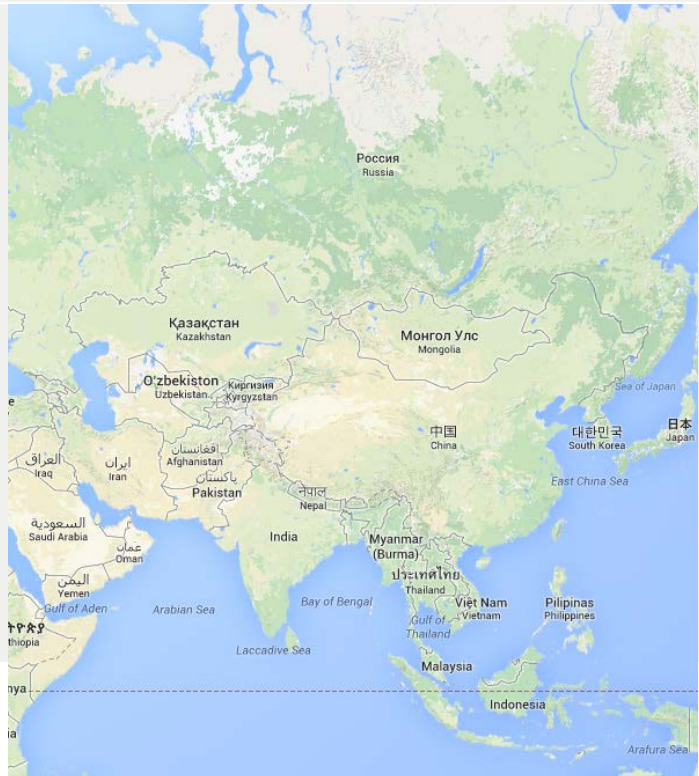 Россия
Russia
Қазақстан
Kazakhstan
Монгол Улс
Mongolia
O'zbekiston
Uzbekistan
Киргизия
Kyrgyzstan
Sea of Japan
e
中国
China
대한민국
South Korea
日本
Japan
العراق
Iraq
ایران
Iran
افغانستان
Afghanistan
پاکستان
Pakistan
नेपाल
Nepal
East China Sea
السعودية
Saudi Arabia
عمان
Oman
India
Myanmar
(Burma)
اليمن
Yemen
ประเทศไทย
Thailand
Gulf of Aden
Arabian Sea
Bay of Bengal
Việt Nam
Vietnam
Pilipinas
Philippines
Gulf of
Thailand
ትዮጵያ
thiopia
Laccadive Sea
Malaysia
nya
Indonesia
ia
Arafura Sea